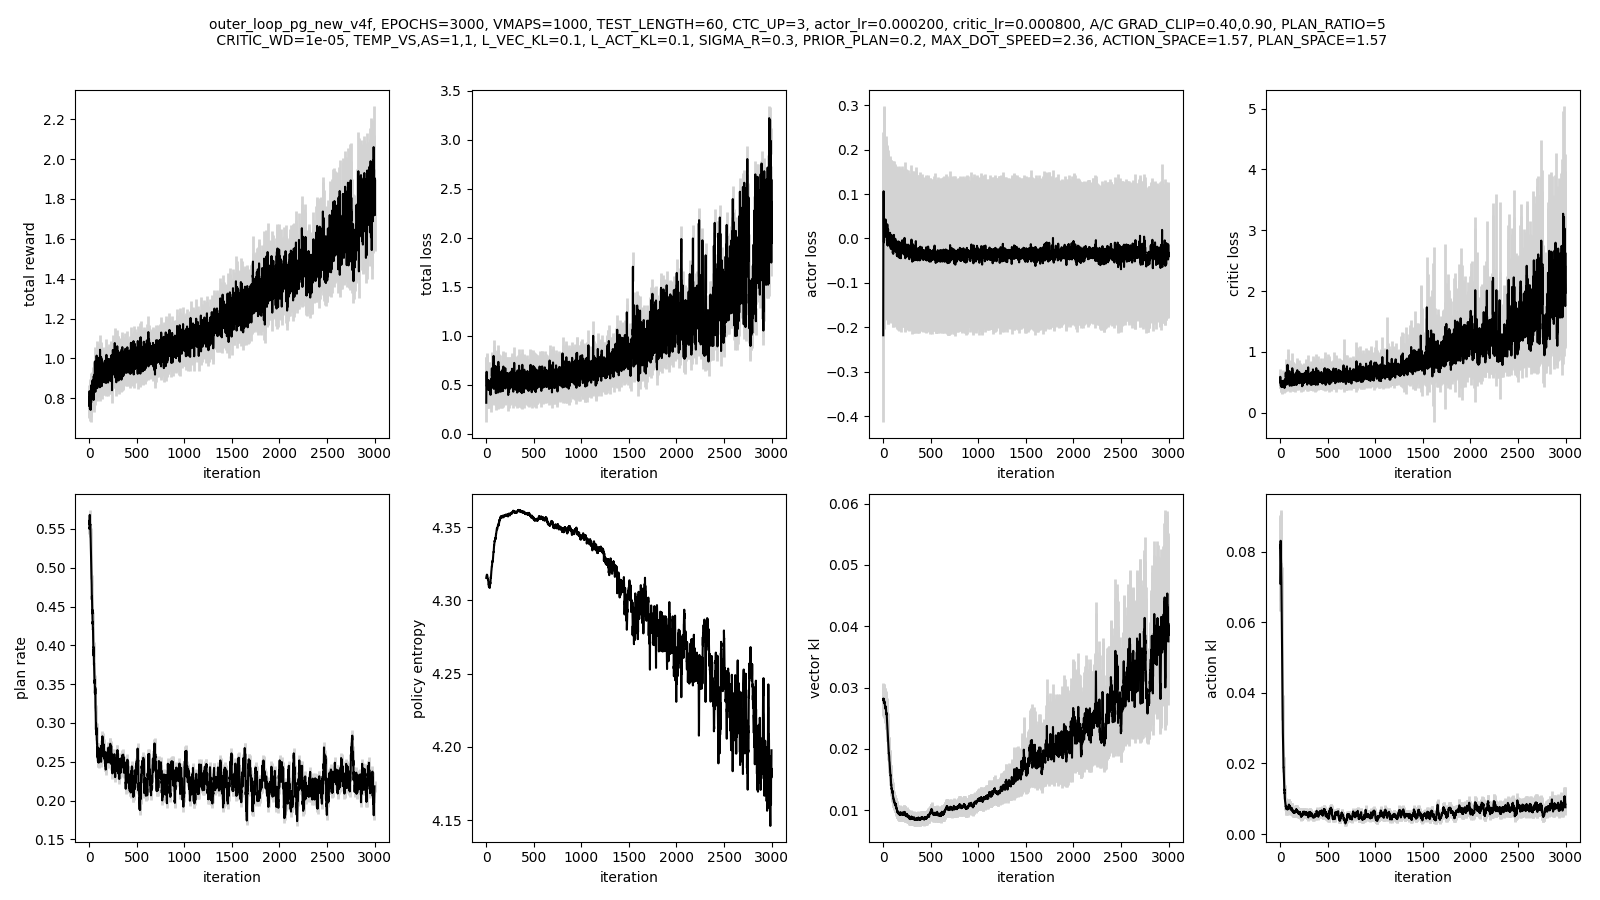 outer_loop_pg_new_v4f, EPOCHS=3000, VMAPS=1000, TEST_LENGTH=60, CTC_UP=3, actor_lr=0.000200, critic_lr=0.000800, A/C GRAD_CLIP=0.40,0.90, PLAN_RATIO=5
CRITIC_WD=1e-05, TEMP_VS,AS=1,1, L_VEC_KL=0.1, L_ACT_KL=0.1, SIGMA_R=0.3, PRIOR_PLAN=0.2, MAX_DOT_SPEED=2.36, ACTION_SPACE=1.57, PLAN_SPACE=1.57
total reward
2.2
2.0
1.8
1.6
1.4
1.2
1.0
0.8
0 500 1000 1500 2000 2500 3000
iteration
total loss
3.5
3.0
2.5
2.0
1.5
1.0
0.5
0.0
0 500 1000 1500 2000 2500 3000
iteration
actor loss
0.3
0.2
0.1
0.0
−0.1
−0.2
−0.3
−0.4
0 500 1000 1500 2000 2500 3000
iteration
critic loss
5
4
3
2
1
0
0 500 1000 1500 2000 2500 3000
iteration
plan rate
0.55
0.50
0.45
0.40
0.35
0.30
0.25
0.20
0.15
0 500 1000 1500 2000 2500 3000
iteration
policy entropy
4.35
4.30
4.25
4.20
4.15
0 500 1000 1500 2000 2500 3000
iteration
vector kl
0.06
0.05
0.04
0.03
0.02
0.01
0 500 1000 1500 2000 2500 3000
iteration
action kl
0.08
0.06
0.04
0.02
0.00
0 500 1000 1500 2000 2500 3000
iteration